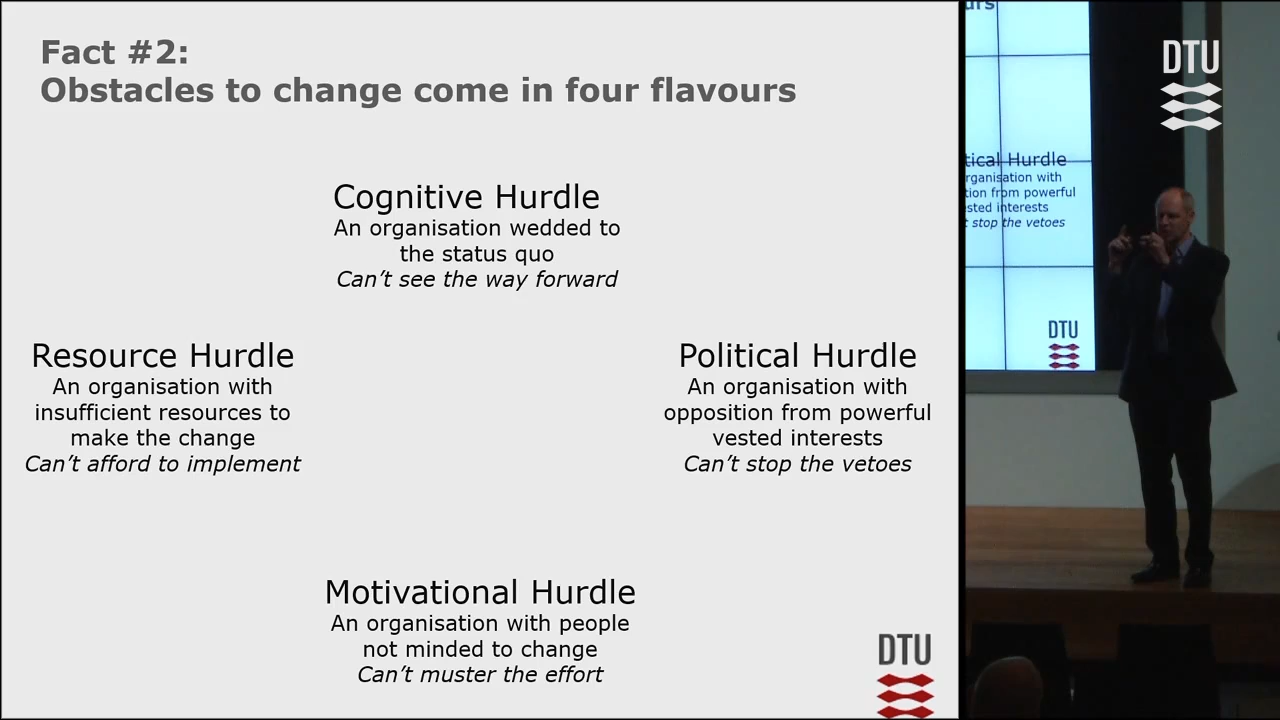 Fact #2:
Obstacles to change come in four flavours
Cognitive Hurdle
An organisation wedded to
the status quo
Can't see the way forward
Resource Hurdle
An organisation with
insufficient resources to
make the change
Can't afford to implement
Political Hurdle
An organisation with
opposition from powerful
vested interests
Can't stop the vetoes
Motivational Hurdle
An organisation with people
not minded to change
Can't muster the effort
DTU
urs
tical Hurdle
rganisation with
tion from powerful
sted interests
t stop the vetoes
DTU
DTU